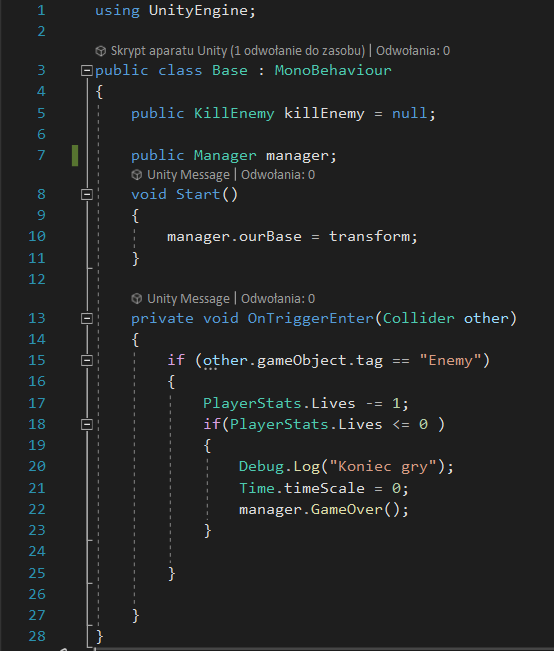 1 using UnityEngine;
2
Skrypt aparatu Unity (1 odwołanie do zasobu) | Odwołania: 0
3 public class Base : MonoBehaviour
4 {
5 public KillEnemy killEnemy = null;
6
7 public Manager manager;
Unity Message | Odwołania: 0
8 void Start()
9 {
10 manager.ourBase = transform;
11 }
12
Unity Message | Odwołania: 0
13 private void OnTriggerEnter(Collider other)
14 {
15 if (other.gameObject.tag == "Enemy")
16 {
17 PlayerStats.Lives -= 1;
18 if(PlayerStats.Lives <= 0 )
19 {
20 Debug.Log("Koniec gry");
21 Time.timeScale = 0;
22 manager.GameOver();
23 }
24
25 }
26
27 }
28 }